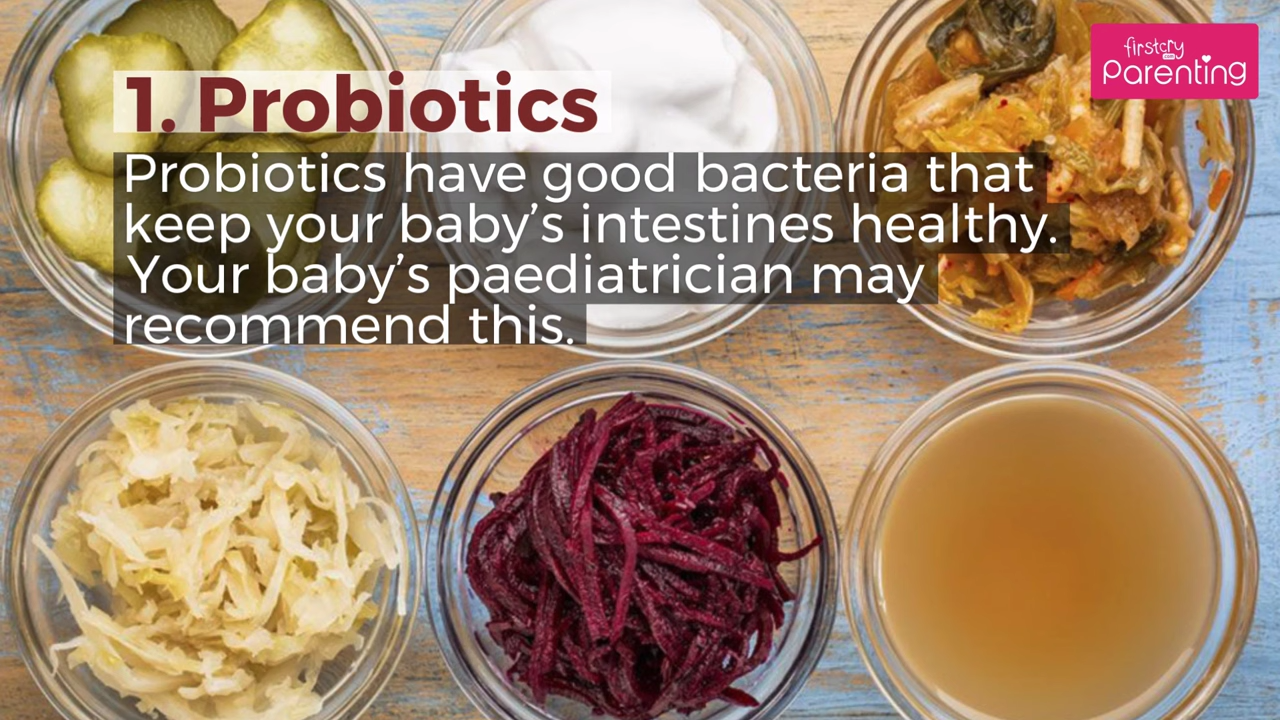 firstcry
.com
Parenting
1. Probiotics
Probiotics have good bacteria that
keep your baby’s intestines healthy.
Your baby’s paediatrician may
recommend this.